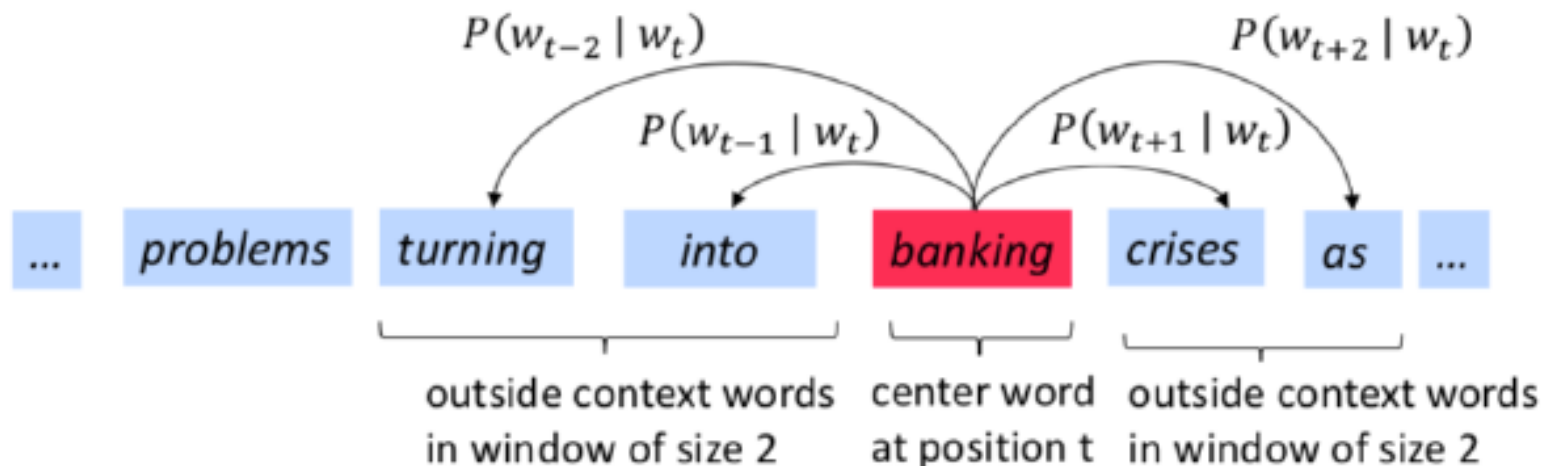 P(w_{t-2} | w_t) P(w_{t+2} | w_t)
P(w_{t-1} | w_t) P(w_{t+1} | w_t)
... problems turning into banking crises as ...
outside context words center word outside context words
in window of size 2 at position t in window of size 2